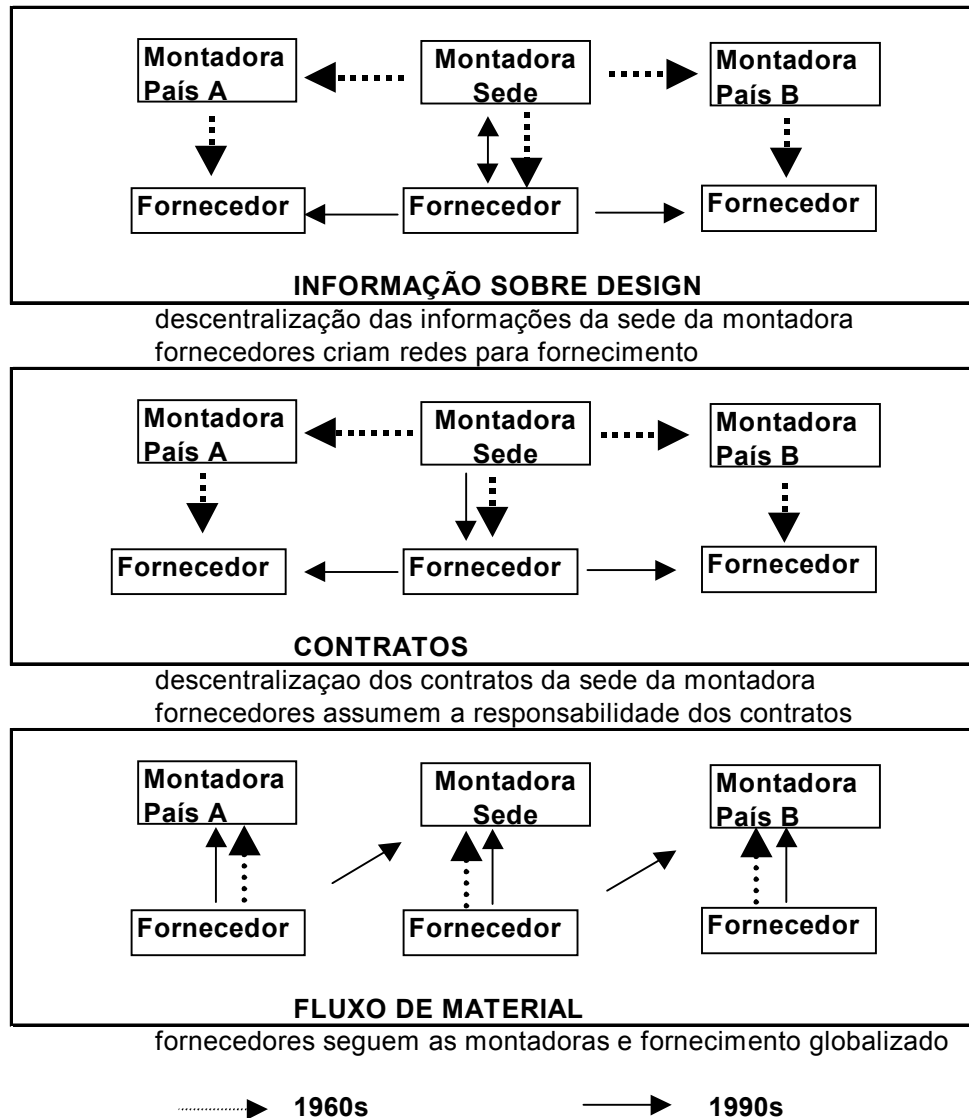 Montadora Montadora Montadora
País A Sede País B
Fornecedor Fornecedor Fornecedor
INFORMAÇÃO SOBRE DESIGN
descentralização das informações da sede da montadora
fornecedores criam redes para fornecimento
Montadora Montadora Montadora
País A Sede País B
Fornecedor Fornecedor Fornecedor
CONTRATOS
descentralizaçao dos contratos da sede da montadora
fornecedores assumem a responsabilidade dos contratos
Montadora Montadora Montadora
País A Sede País B
Fornecedor Fornecedor Fornecedor
FLUXO DE MATERIAL
fornecedores seguem as montadoras e fornecimento globalizado
1960s 1990s